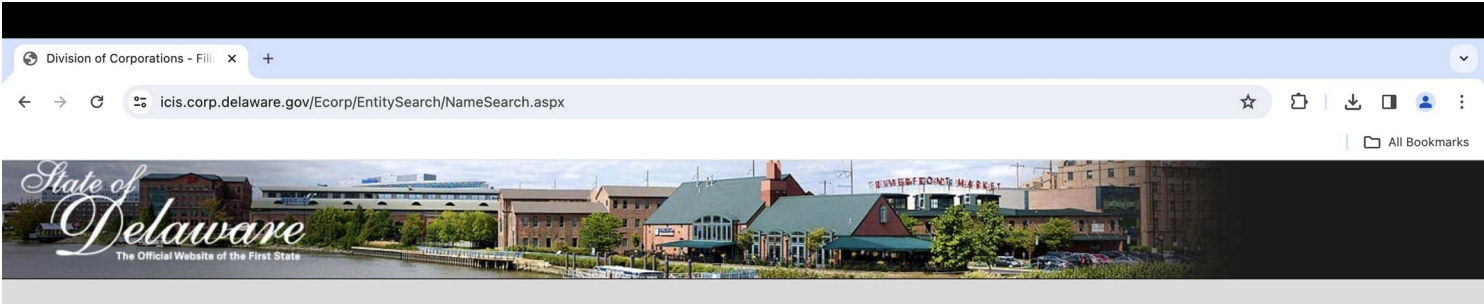 Division of Corporations - Fili
icis.corp.delaware.gov/Ecorp/EntitySearch/NameSearch.aspx
All Bookmarks
State of
Delaware
The Official Website of the First State
RIVERFRONT MARKET